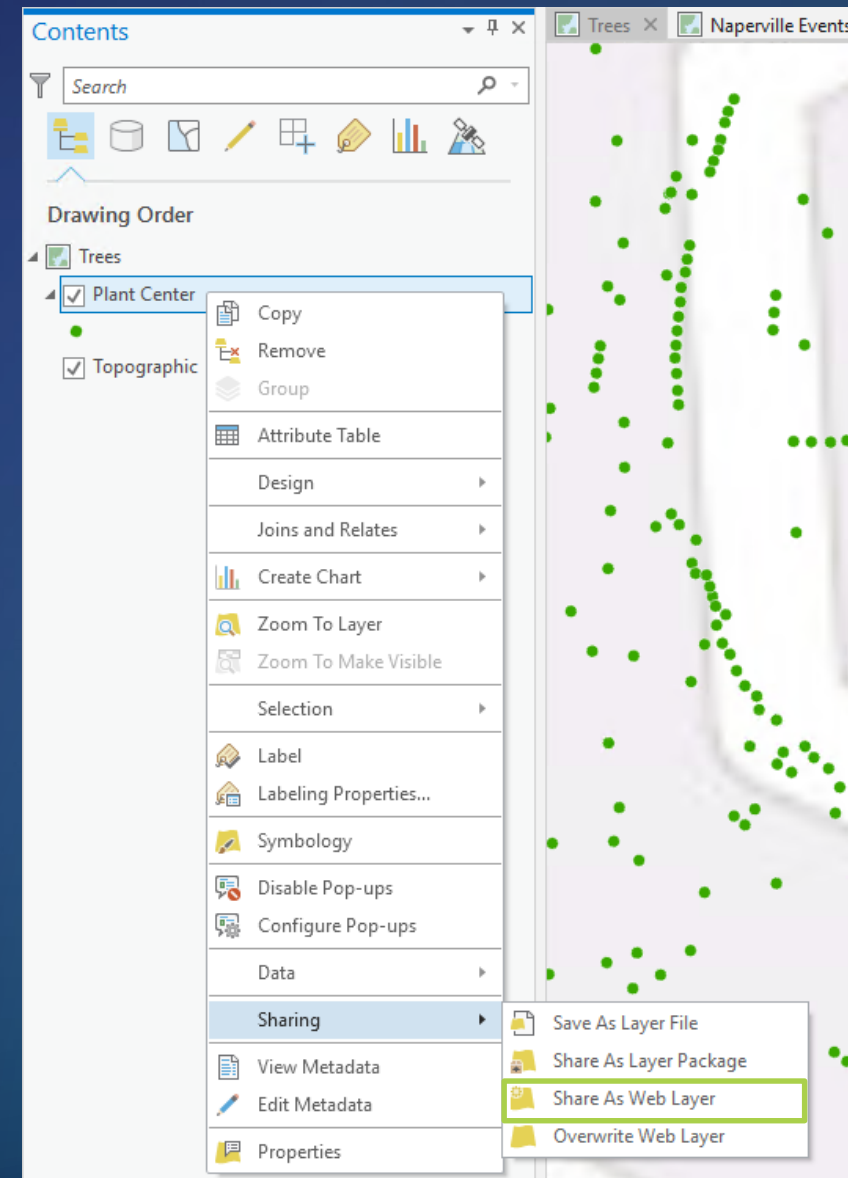 Contents
Trees
Naperville Events
Search
Drawing Order
Trees
Plant Center
Topographic
Copy
Remove
Group
Attribute Table
Design
Joins and Relates
Create Chart
Zoom To Layer
Zoom To Make Visible
Selection
Label
Labeling Properties...
Symbology
Disable Pop-ups
Configure Pop-ups
Data
Sharing
View Metadata
Edit Metadata
Properties
Save As Layer File
Share As Layer Package
Share As Web Layer
Overwrite Web Layer